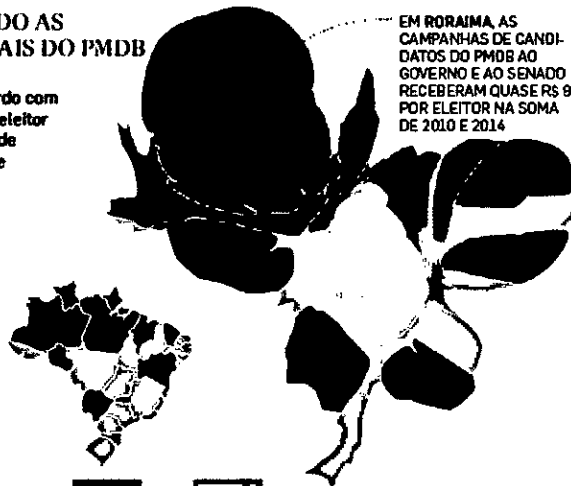 DO AS
AIS DO PMDB
rdo com
eleitor
de
e
EM RORAIMA, AS
CAMPANHAS DE CANDI-
DATOS DO PMDB AO
GOVERNO E AO SENADO
RECEBERAM QUASE R$ 9
POR ELEITOR NA SOMA
DE 2010 E 2014